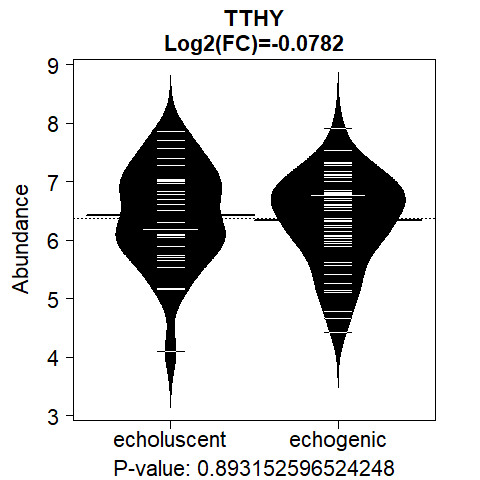 TTHY
Log2(FC)=-0.0782
9
8
7
6
5
4
3
Abundance
echoluscent echogenic
P-value: 0.893152596524248